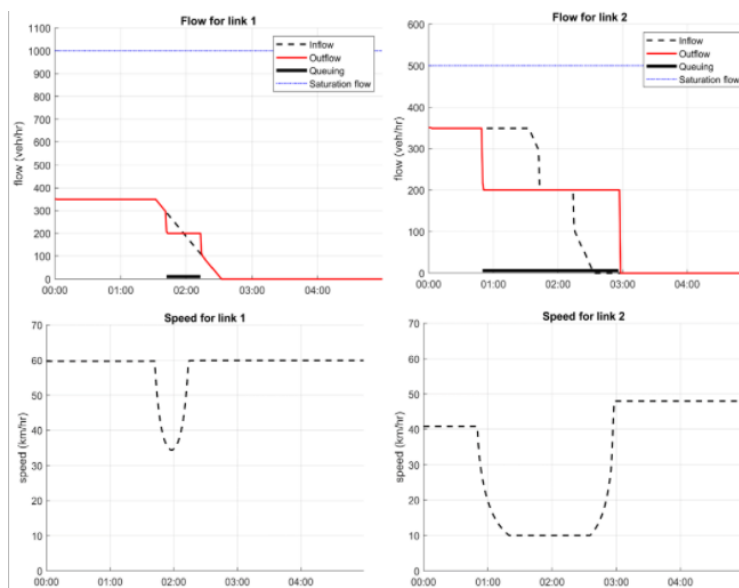 Flow for link 1
1100
1000
900
800
700
600
500
400
300
200
100
0
flow (veh/hr)
Inflow
Outflow
Queuing
Saturation flow
00:00 01:00 02:00 03:00 04:00
Flow for link 2
600
500
400
300
200
100
0
flow (veh/hr)
Inflow
Outflow
Queuing
Saturation flow
00:00 01:00 02:00 03:00 04:00
Speed for link 1
70
60
50
40
30
20
10
0
speed (km/hr)
00:00 01:00 02:00 03:00 04:00
Speed for link 2
70
60
50
40
30
20
10
0
speed (km/hr)
00:00 01:00 02:00 03:00 04:00